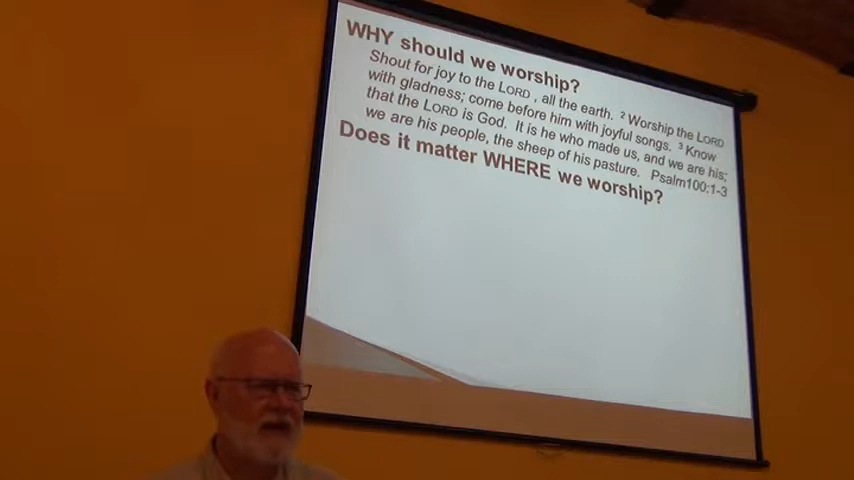 WHY should we worship?
Shout for joy to the LORD , all the earth. ² Worship the LORD
with gladness; come before him with joyful songs. ³ Know
that the LORD is God. It is he who made us, and we are his;
we are his people, the sheep of his pasture. Psalm100:1-3
Does it matter WHERE we worship?